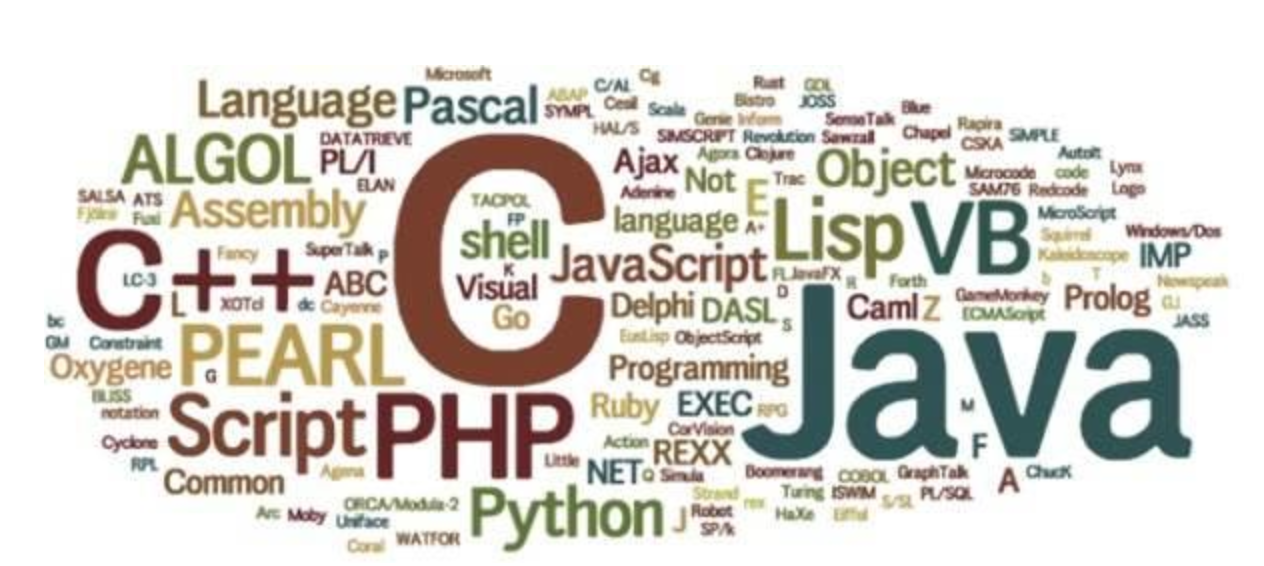 Microsoft
Language Pascal ABAP C/AL Cg Rust GDL
SYMPL Cesil Scala Bistro JOSS
HAL/S Genie Inform SenseTalk Blue
SIMSCRIPT Revolution Sawzall Chapel Rapira CSKA SIMPLE
ALGOL DATATRIEVE PL/I ELAN
Ajax Agora Clojure Object AutoIt code Lynx
Adenine Not E Trac Microcode SAM76 Redcode Logo
SALSA ATS Fjölnir Fusi Assembly
C TACPOL FP shell K Visual Go
language A+ Lisp VB MicroScript Squirrel Kaleidoscope Windows/Dos IMP
C++ Fancy SuperTalk P LC-3 L XOTcl dc ABC Cayenne
JavaScript FL JavaFX R Forth b T Newspeak
Delphi DASL D S Caml Z GameMonkey ECMAScript Prolog JASS
bc GM Constraint
EusLisp ObjectScript
Oxygene PEARL G Programming Java
BLISS notation
Script PHP Ruby EXEC RPG M
Cyclone RPL Action CorVision REXX F
Common Agena Little NET Q Simula Boomerang COBOL GraphTalk A ChucK
Arc Moby ORCA/Modula-2 Uniface Python Strand rex Turing ISWIM S/SL PL/SQL
Coral WATFOR J Robot SP/k HaXe Eiffel